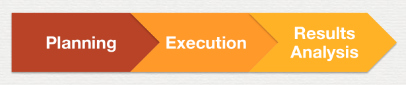 Planning
Execution
Results
Analysis